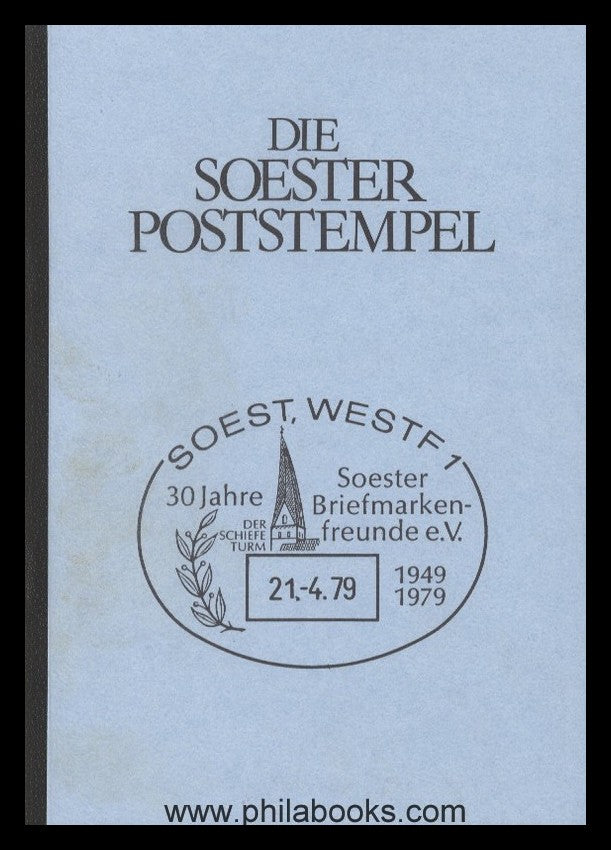 DIE
SOESTER
POSTSTEMPEL
SOEST, WESTF 1
30 Jahre
DER
SCHIEFE
TURM
Soester
Briefmarken-
freunde e.V.
21.-4.79
1949
1979
www.philabooks.com